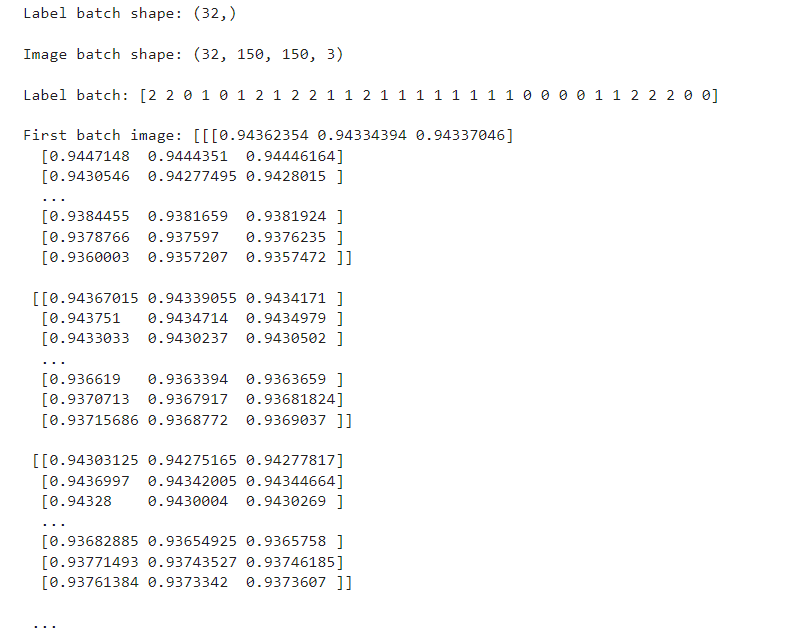 Label batch shape: (32,)
Image batch shape: (32, 150, 150, 3)
Label batch: [2 2 0 1 0 1 2 1 2 2 1 1 2 1 1 1 1 1 1 1 1 0 0 0 0 1 1 2 2 2 0 0]
First batch image: [[[0.94362354 0.94334394 0.94337046]
[0.9447148 0.9444351 0.94446164]
[0.9430546 0.94277495 0.9428015 ]
...
[0.9384455 0.9381659 0.9381924 ]
[0.9378766 0.937597 0.9376235 ]
[0.9360003 0.9357207 0.9357472 ]]
[[0.94367015 0.94339055 0.9434171 ]
[0.943751 0.9434714 0.9434979 ]
[0.9433033 0.9430237 0.9430502 ]
...
[0.936619 0.9363394 0.9363659 ]
[0.9370713 0.9367917 0.93681824]
[0.93715686 0.9368772 0.9369037 ]]
[[0.94303125 0.94275165 0.94277817]
[0.9436997 0.94342005 0.94344664]
[0.94328 0.9430004 0.9430269 ]
...
[0.93682885 0.93654925 0.9365758 ]
[0.93771493 0.93743527 0.93746185]
[0.93761384 0.9373342 0.9373607 ]]
...